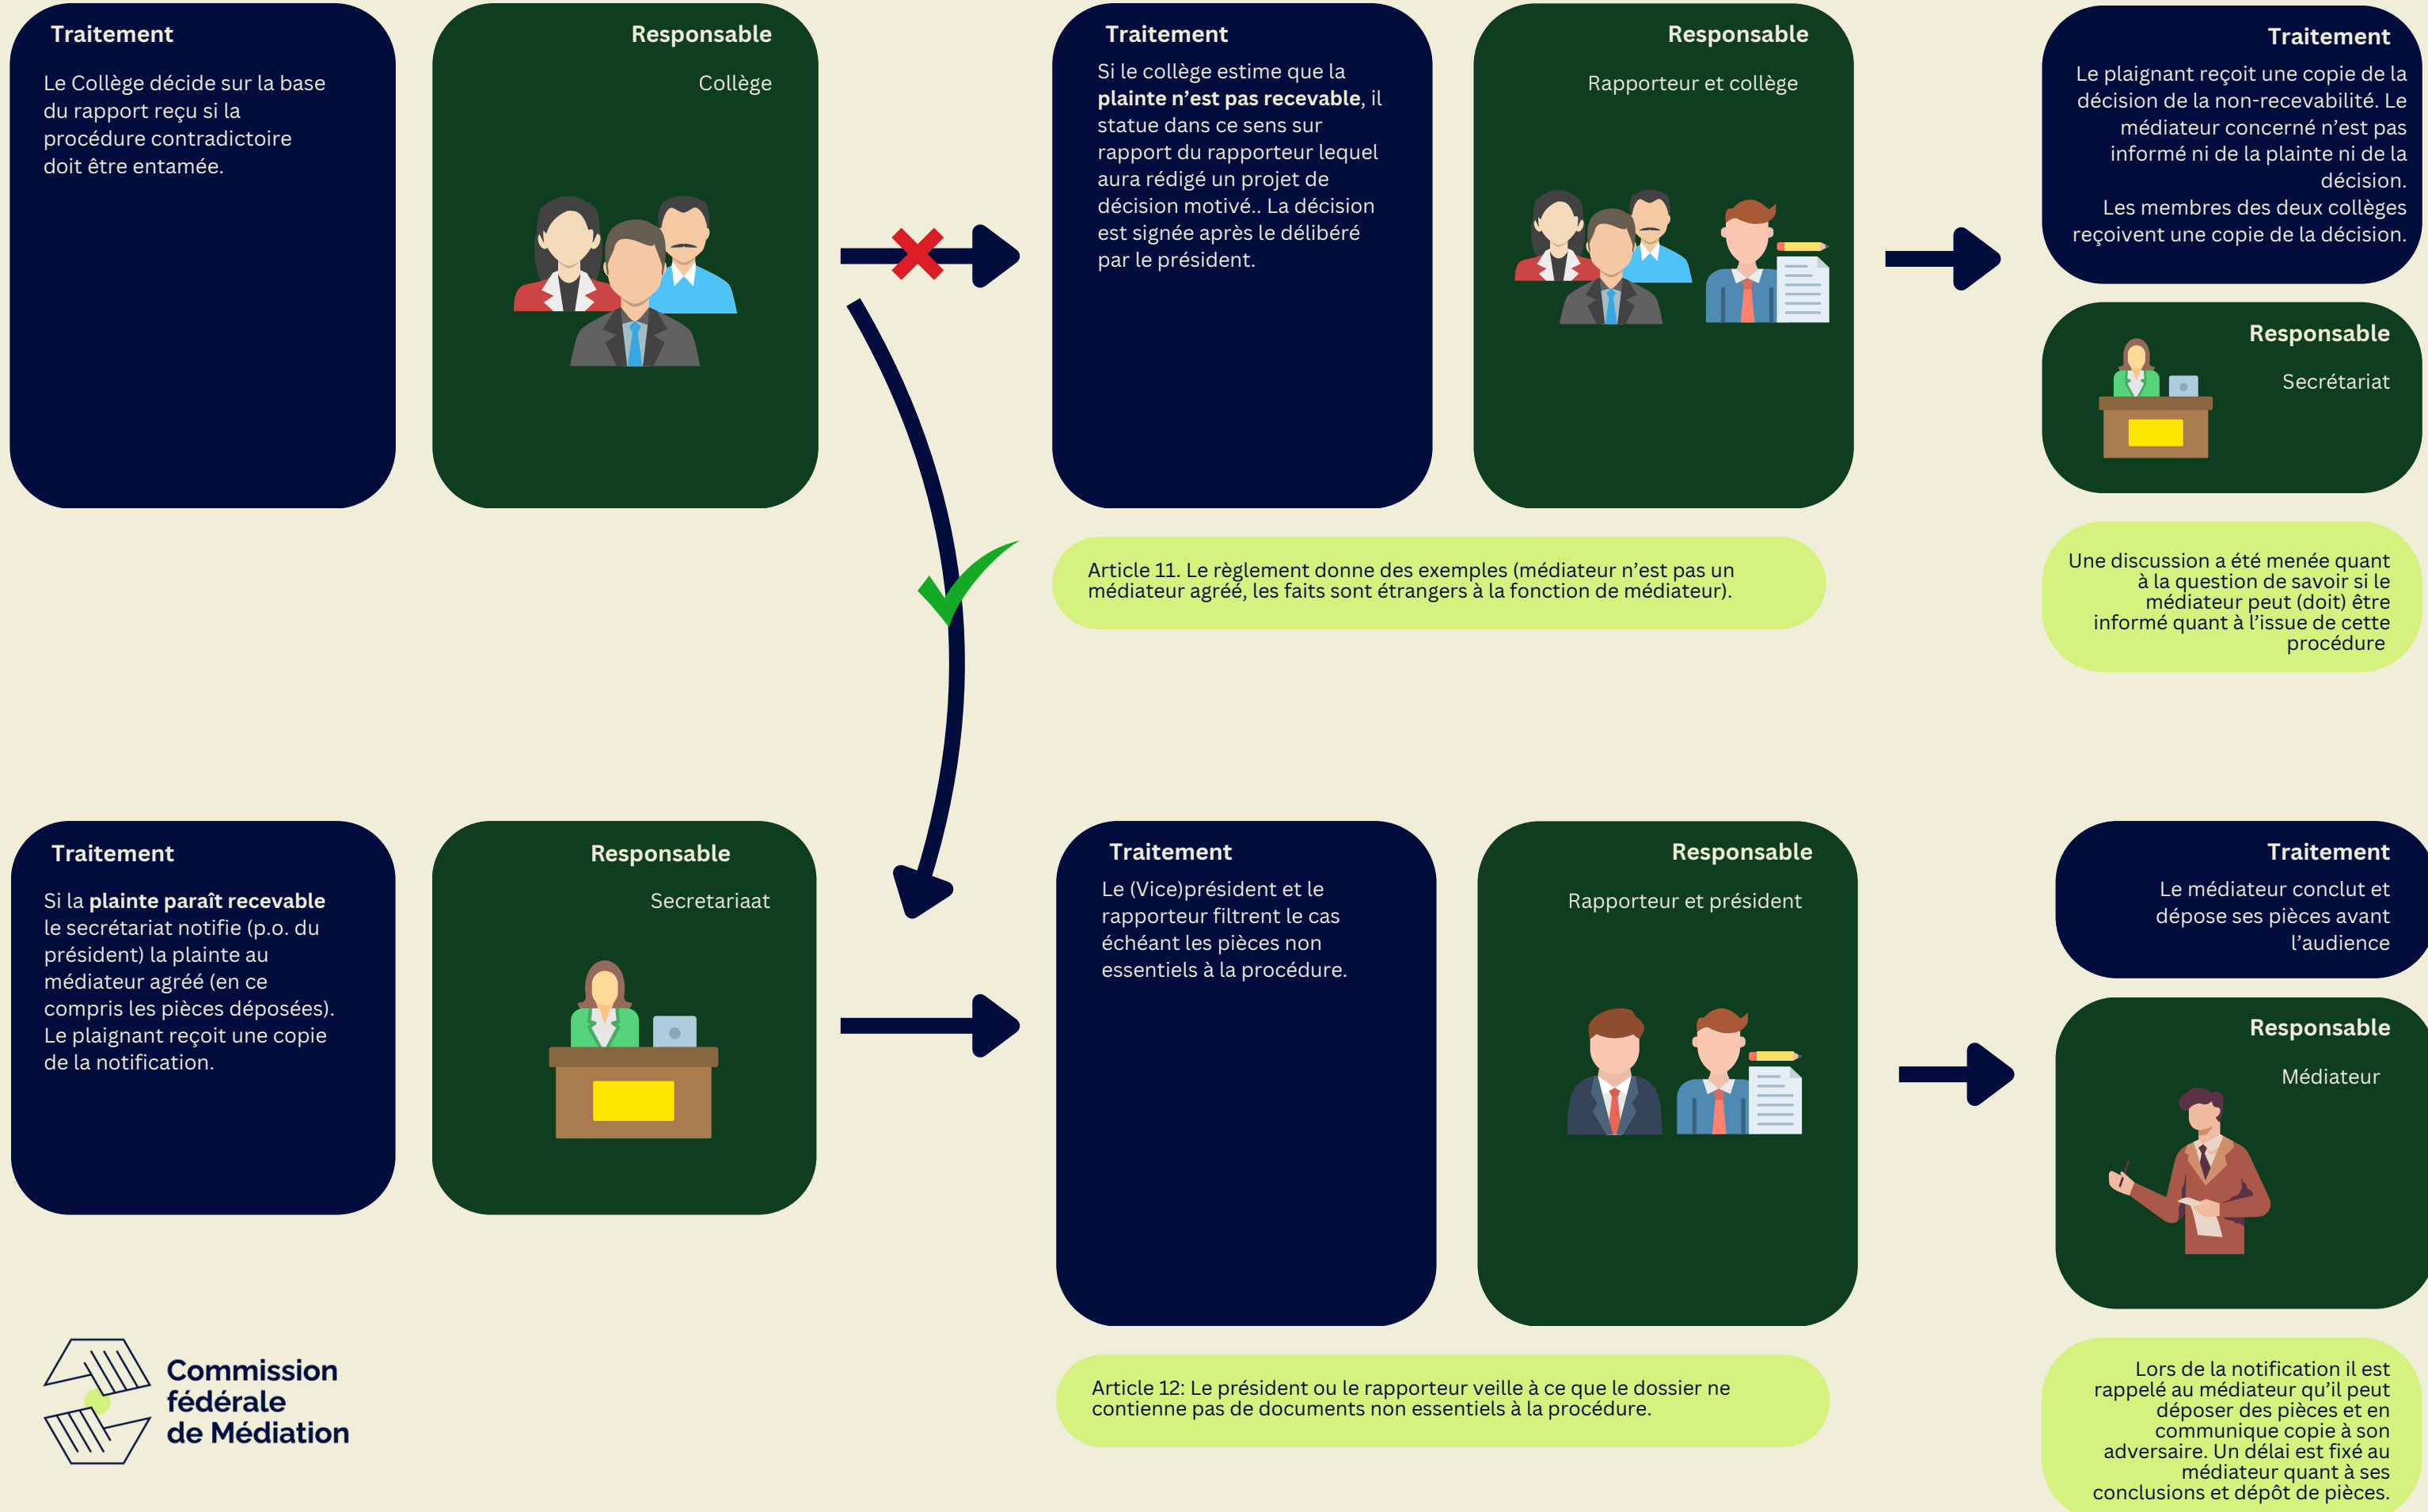 Traitement
Le Collège décide sur la base
du rapport reçu si la
procédure contradictoire
doit être entamée.
Responsable
Collège
Traitement
Si le collège estime que la
plainte n'est pas recevable, il
statue dans ce sens sur
rapport du rapporteur lequel
aura rédigé un projet de
décision motivé.. La décision
est signée après le délibéré
par le président.
Responsable
Rapporteur et collège
Traitement
Le plaignant reçoit une copie de la
décision de la non-recevabilité. Le
médiateur concerné n'est pas
informé ni de la plainte ni de la
décision.
Les membres des deux collèges
reçoivent une copie de la décision.
Responsable
Secrétariat
Article 11. Le règlement donne des exemples (médiateur n'est pas un
médiateur agréé, les faits sont étrangers à la fonction de médiateur).
Une discussion a été menée quant
à la question de savoir si le
médiateur peut (doit) être
informé quant à l'issue de cette
procédure
Traitement
Si la plainte paraît recevable
le secrétariat notifie (p.o. du
président) la plainte au
médiateur agréé (en ce
compris les pièces déposées).
Le plaignant reçoit une copie
de la notification.
Responsable
Secretariaat
Traitement
Le (Vice)président et le
rapporteur filtrent le cas
échéant les pièces non
essentiels à la procédure.
Responsable
Rapporteur et président
Traitement
Le médiateur conclut et
dépose ses pièces avant
l'audience
Responsable
Médiateur
Article 12: Le président ou le rapporteur veille à ce que le dossier ne
contienne pas de documents non essentiels à la procédure.
Lors de la notification il est
rappelé au médiateur qu'il peut
déposer des pièces et en
communique copie à son
adversaire. Un délai est fixé au
médiateur quant à ses
conclusions et dépôt de pièces.
Commission
fédérale
de Médiation